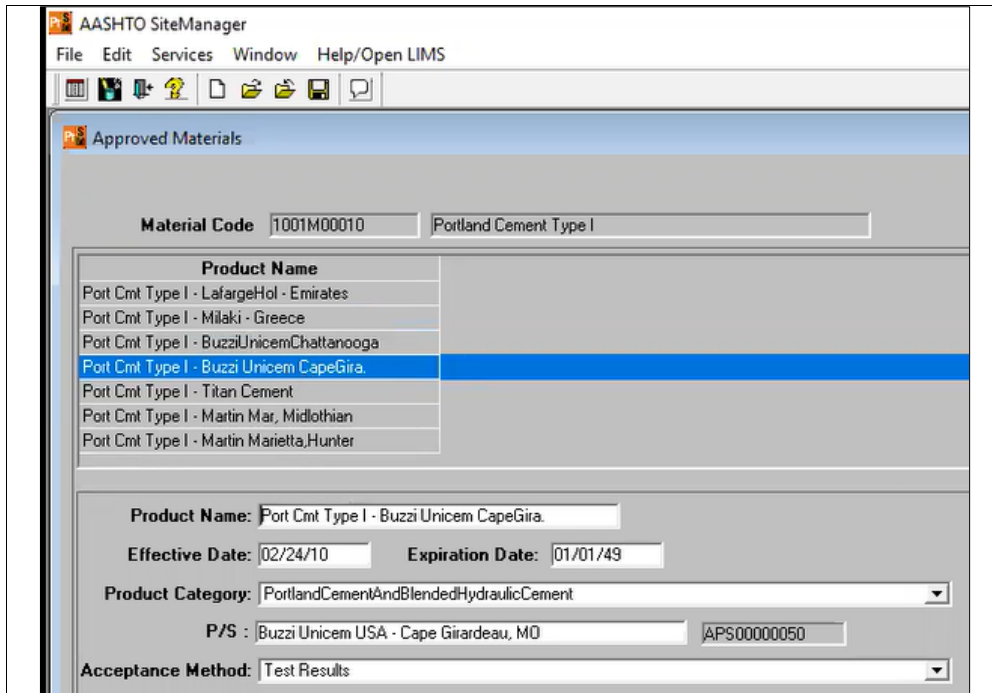 AASHTO SiteManager
File Edit Services Window Help/Open LIMS
Approved Materials
Material Code 1001M00010 Portland Cement Type I
Product Name
Port Cmt Type I - LafargeHol - Emirates
Port Cmt Type I - Milaki - Greece
Port Cmt Type I - BuzziUnicemChattanooga
Port Cmt Type I - Buzzi Unicem CapeGira.
Port Cmt Type I - Titan Cement
Port Cmt Type I - Martin Mar, Midlothian
Port Cmt Type I - Martin Marietta,Hunter
Product Name: Port Cmt Type I - Buzzi Unicem CapeGira.
Effective Date: 02/24/10 Expiration Date: 01/01/49
Product Category: PortlandCementAndBlendedHydraulicCement
P/S : Buzzi Unicem USA - Cape Girardeau, MO APS00000050
Acceptance Method: Test Results